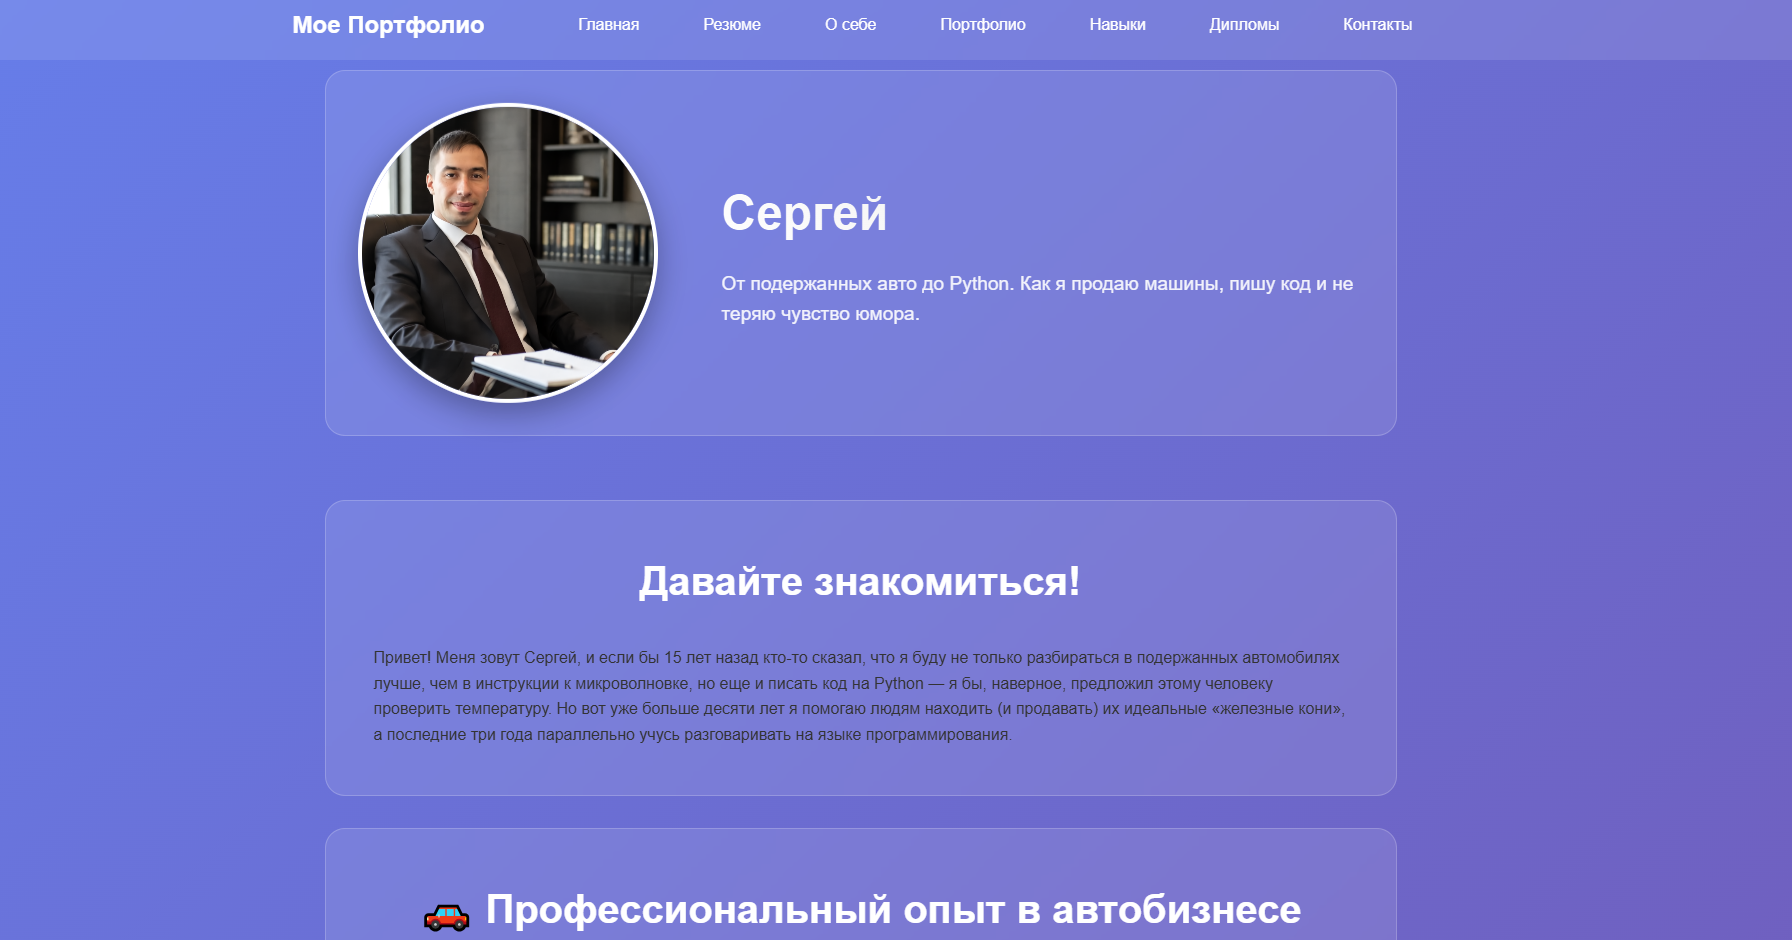 Мое Портфолио
Главная
Резюме
О себе
Портфолио
Навыки
Дипломы
Контакты
Сергей
От подержанных авто до Python. Как я продаю машины, пишу код и не
теряю чувство юмора.
Давайте знакомиться!
Привет! Меня зовут Сергей, и если бы 15 лет назад кто-то сказал, что я буду не только разбираться в подержанных автомобилях
лучше, чем в инструкции к микроволновке, но еще и писать код на Python — я бы, наверное, предложил этому человеку
проверить температуру. Но вот уже больше десяти лет я помогаю людям находить (и продавать) их идеальные «железные кони»,
а последние три года параллельно учусь разговаривать на языке программирования.
🚗 Профессиональный опыт в автобизнесе